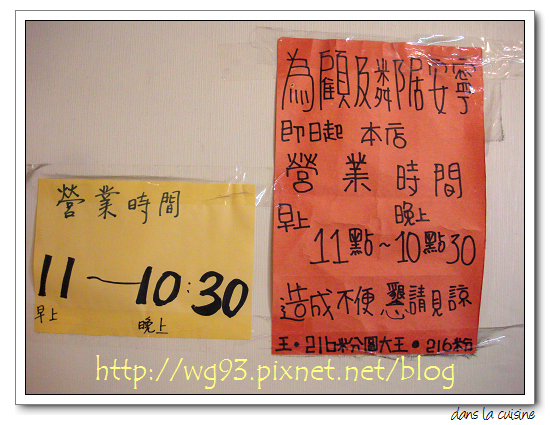 營業時間
11—10:30
早上 晚上
為顧及鄰居安寧
即日起 本店
營業時間
早上 晚上
11點~10點30
造成不便 懇請見諒
王。216粉圓大王。216粉
http://wg93.pixnet.net/blog
dans la cuisine